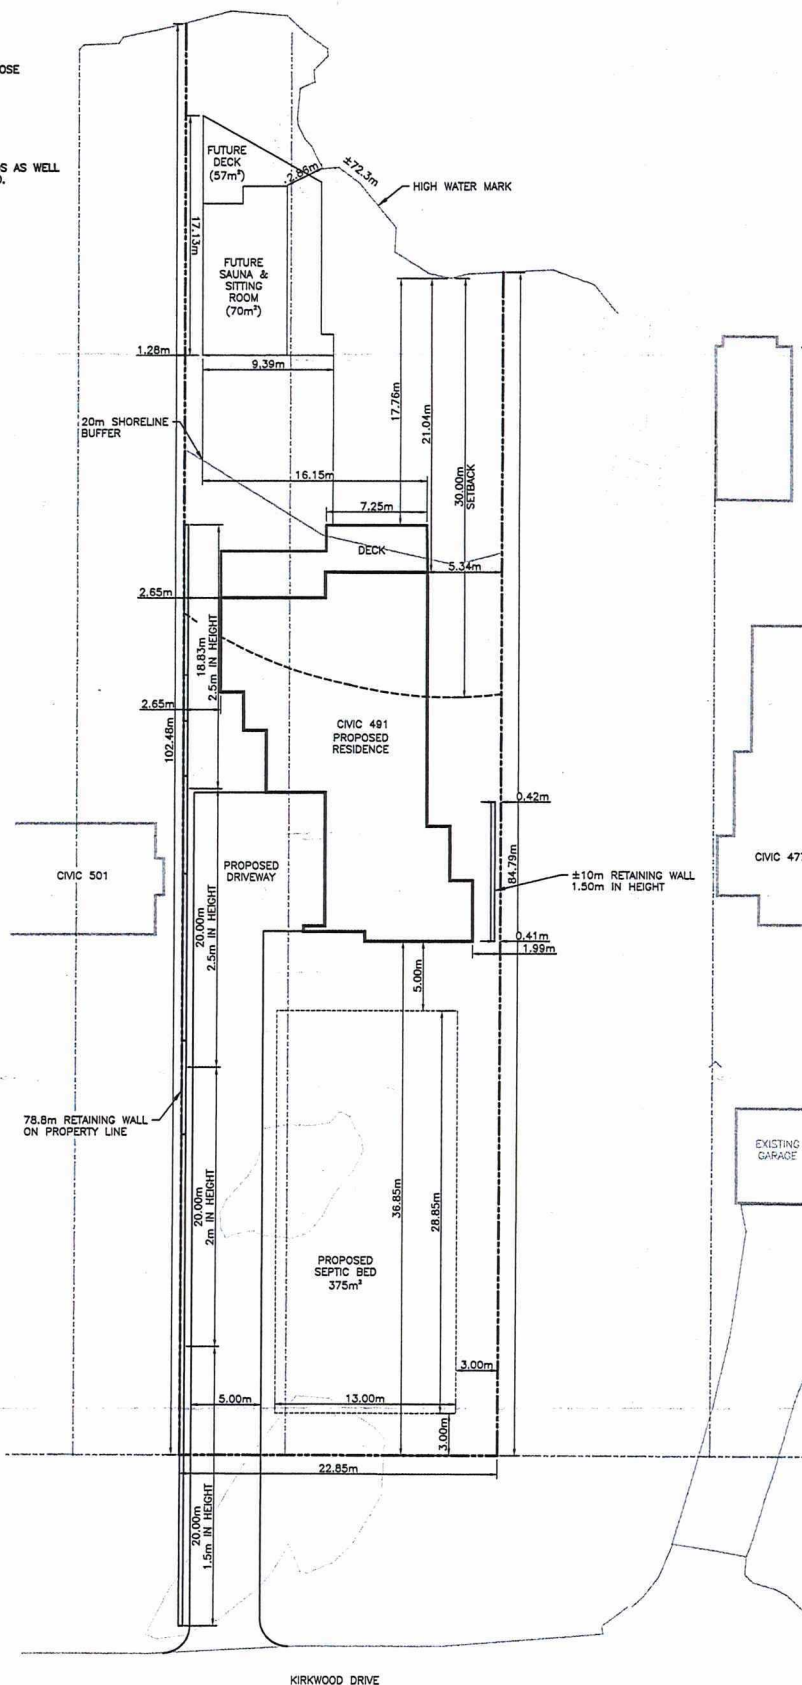 OSE
S AS WELL
FUTURE
DECK
(57m²)
2.86m
±72.3m
HIGH WATER MARK
17.13m
FUTURE
SAUNA &
SITTING
ROOM
(70m²)
1.28m
9.39m
17.76m
21.04m
30.00m
SETBACK
20m SHORELINE
BUFFER
16.15m
7.25m
DECK
5.34m
2.65m
18.83m
2.5m IN HEIGHT
2.65m
102.48m
CIVIC 491
PROPOSED
RESIDENCE
0.42m
84.79m
CIVIC 501
PROPOSED
DRIVEWAY
±10m RETAINING WALL
1.50m IN HEIGHT
CIVIC 477
20.00m
2.5m IN HEIGHT
0.41m
1.99m
5.00m
78.8m RETAINING WALL
ON PROPERTY LINE
EXISTING
GARAGE
20.00m
2m IN HEIGHT
36.85m
28.85m
PROPOSED
SEPTIC BED
375m²
3.00m
5.00m
13.00m
3.00m
22.85m
20.00m
1.5m IN HEIGHT
KIRKWOOD DRIVE